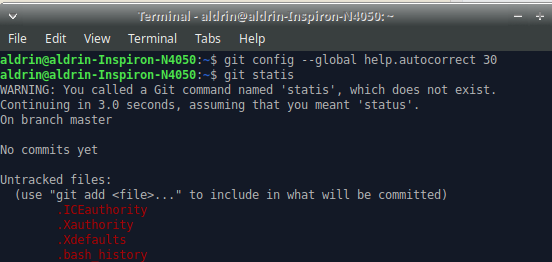 Terminal - aldrin@aldrin-Inspiron-N4050: ~
File Edit View Terminal Tabs Help
aldrin@aldrin-Inspiron-N4050:~$ git config --global help.autocorrect 30
aldrin@aldrin-Inspiron-N4050:~$ git statis
WARNING: You called a Git command named 'statis', which does not exist.
Continuing in 3.0 seconds, assuming that you meant 'status'.
On branch master
No commits yet
Untracked files:
(use "git add <file>..." to include in what will be committed)
.ICEauthority
.Xauthority
.Xdefaults
.bash_history